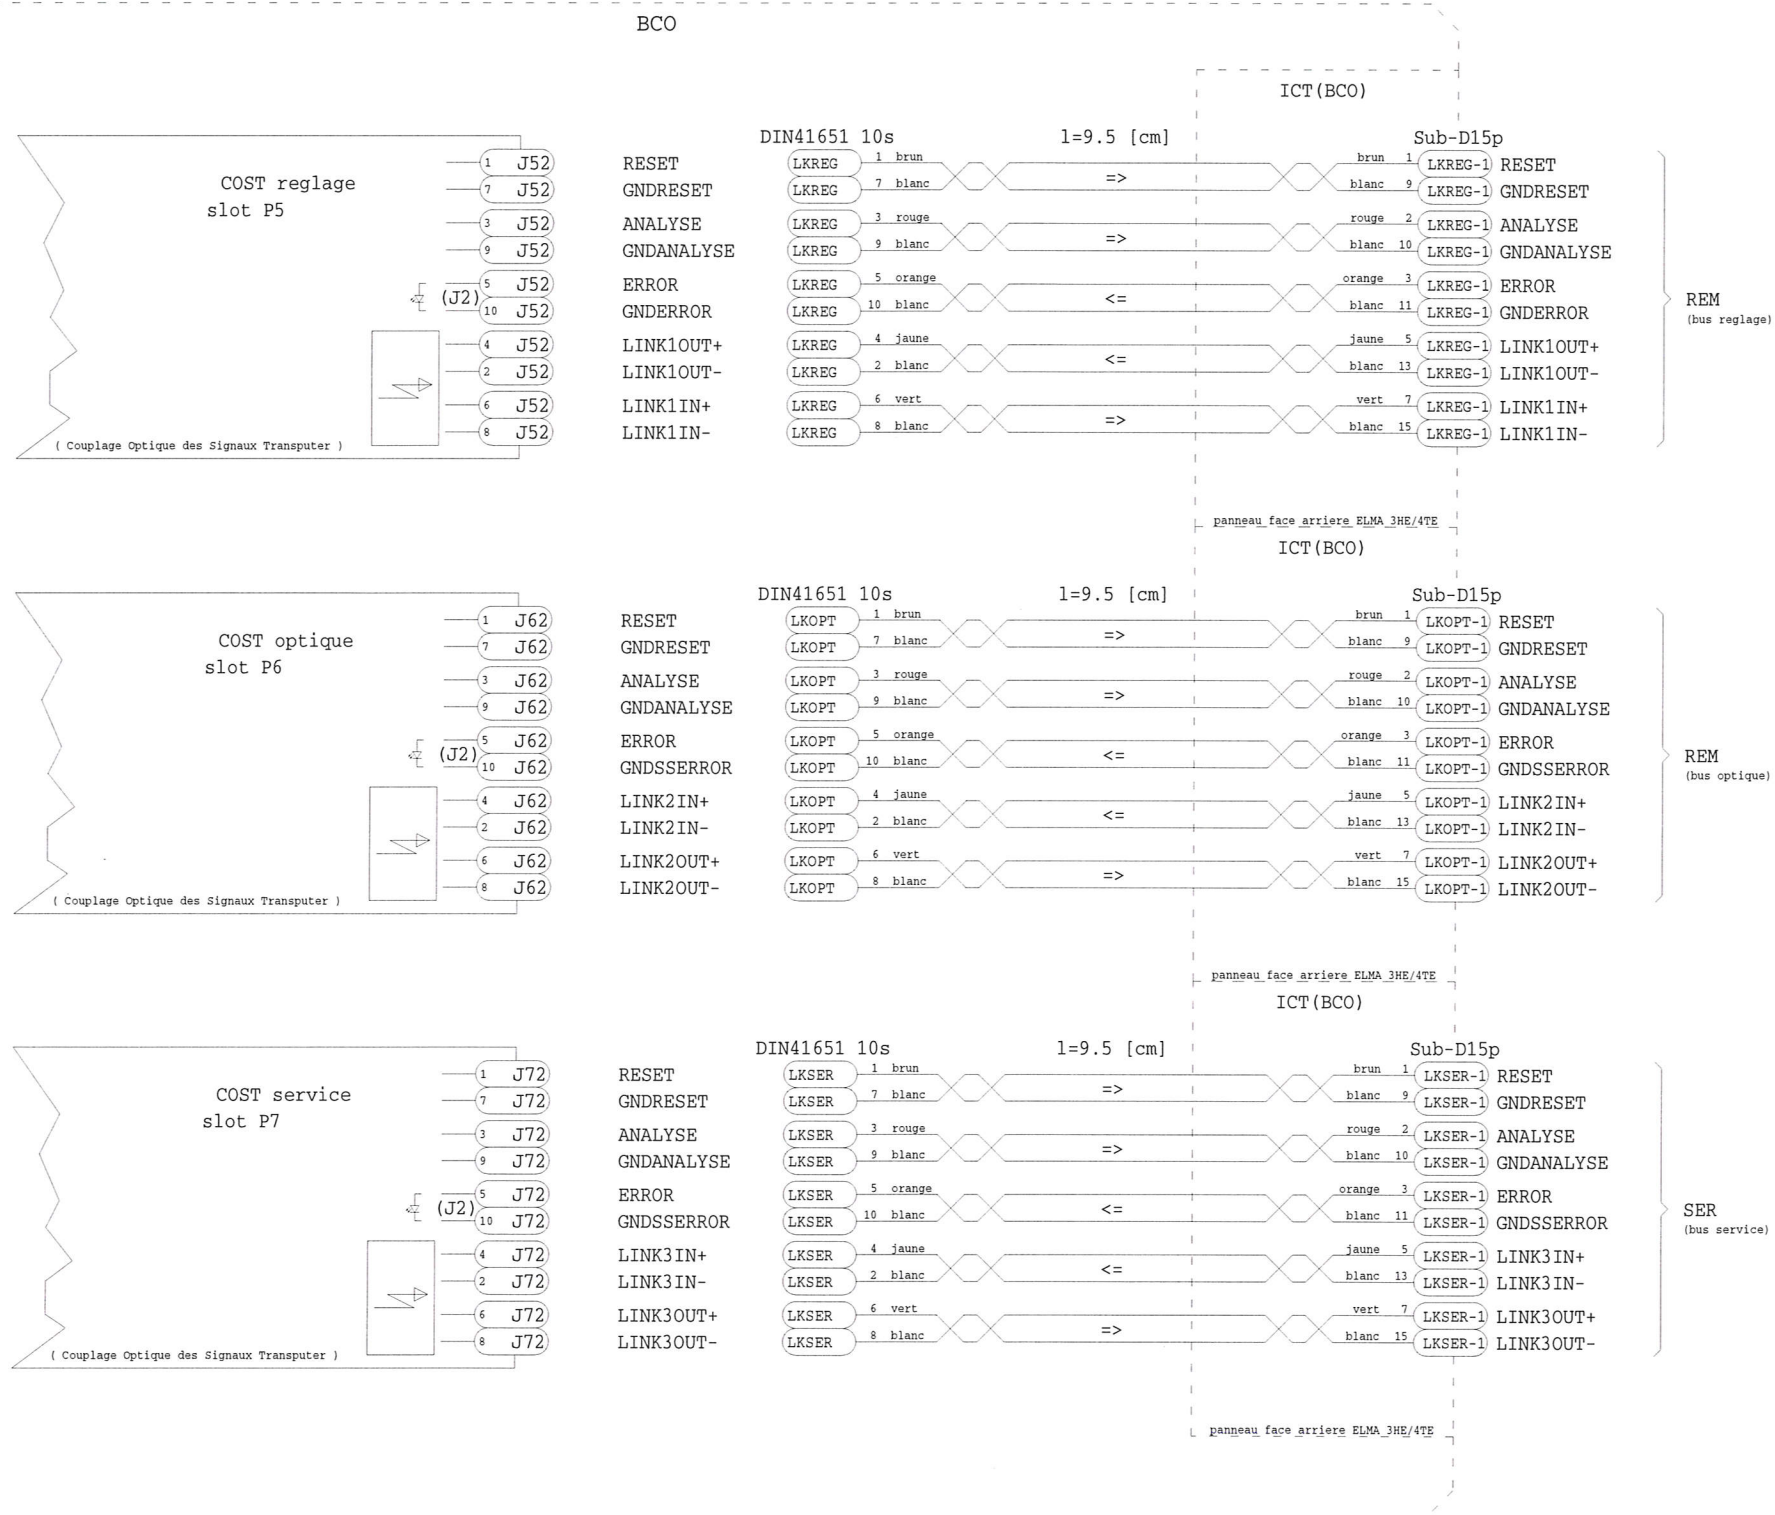 BCO
ICT(BCO)
DIN41651 10s l=9.5 [cm] Sub-D15p
COST reglage
slot P5
1 J52 RESET LKREG 1 brun => brun 1 LKREG-1 RESET
7 J52 GNDRESET LKREG 7 blanc blanc 9 LKREG-1 GNDRESET
3 J52 ANALYSE LKREG 3 rouge => rouge 2 LKREG-1 ANALYSE
9 J52 GNDANALYSE LKREG 9 blanc blanc 10 LKREG-1 GNDANALYSE
5 J52 ERROR LKREG 5 orange <= orange 3 LKREG-1 ERROR
(J2)
10 J52 GNDERROR LKREG 10 blanc blanc 11 LKREG-1 GNDERROR
REM
(bus reglage)
4 J52 LINK1OUT+ LKREG 4 jaune <= jaune 5 LKREG-1 LINK1OUT+
2 J52 LINK1OUT- LKREG 2 blanc blanc 13 LKREG-1 LINK1OUT-
6 J52 LINK1IN+ LKREG 6 vert => vert 7 LKREG-1 LINK1IN+
8 J52 LINK1IN- LKREG 8 blanc blanc 15 LKREG-1 LINK1IN-
( Couplage Optique des Signaux Transputer )
panneau face arriere ELMA 3HE/4TE
ICT(BCO)
DIN41651 10s l=9.5 [cm] Sub-D15p
COST optique
slot P6
1 J62 RESET LKOPT 1 brun => brun 1 LKOPT-1 RESET
7 J62 GNDRESET LKOPT 7 blanc blanc 9 LKOPT-1 GNDRESET
3 J62 ANALYSE LKOPT 3 rouge => rouge 2 LKOPT-1 ANALYSE
9 J62 GNDANALYSE LKOPT 9 blanc blanc 10 LKOPT-1 GNDANALYSE
5 J62 ERROR LKOPT 5 orange <= orange 3 LKOPT-1 ERROR
(J2)
10 J62 GNDSSERROR LKOPT 10 blanc blanc 11 LKOPT-1 GNDSSERROR
REM
(bus optique)
4 J62 LINK2IN+ LKOPT 4 jaune <= jaune 5 LKOPT-1 LINK2IN+
2 J62 LINK2IN- LKOPT 2 blanc blanc 13 LKOPT-1 LINK2IN-
6 J62 LINK2OUT+ LKOPT 6 vert => vert 7 LKOPT-1 LINK2OUT+
8 J62 LINK2OUT- LKOPT 8 blanc blanc 15 LKOPT-1 LINK2OUT-
( Couplage Optique des Signaux Transputer )
panneau face arriere ELMA 3HE/4TE
ICT(BCO)
DIN41651 10s l=9.5 [cm] Sub-D15p
COST service
slot P7
1 J72 RESET LKSER 1 brun => brun 1 LKSER-1 RESET
7 J72 GNDRESET LKSER 7 blanc blanc 9 LKSER-1 GNDRESET
3 J72 ANALYSE LKSER 3 rouge => rouge 2 LKSER-1 ANALYSE
9 J72 GNDANALYSE LKSER 9 blanc blanc 10 LKSER-1 GNDANALYSE
5 J72 ERROR LKSER 5 orange <= orange 3 LKSER-1 ERROR
(J2)
10 J72 GNDSSERROR LKSER 10 blanc blanc 11 LKSER-1 GNDSSERROR
SER
(bus service)
4 J72 LINK3IN+ LKSER 4 jaune <= jaune 5 LKSER-1 LINK3IN+
2 J72 LINK3IN- LKSER 2 blanc blanc 13 LKSER-1 LINK3IN-
6 J72 LINK3OUT+ LKSER 6 vert => vert 7 LKSER-1 LINK3OUT+
8 J72 LINK3OUT- LKSER 8 blanc blanc 15 LKSER-1 LINK3OUT-
( Couplage Optique des Signaux Transputer )
panneau face arriere ELMA 3HE/4TE